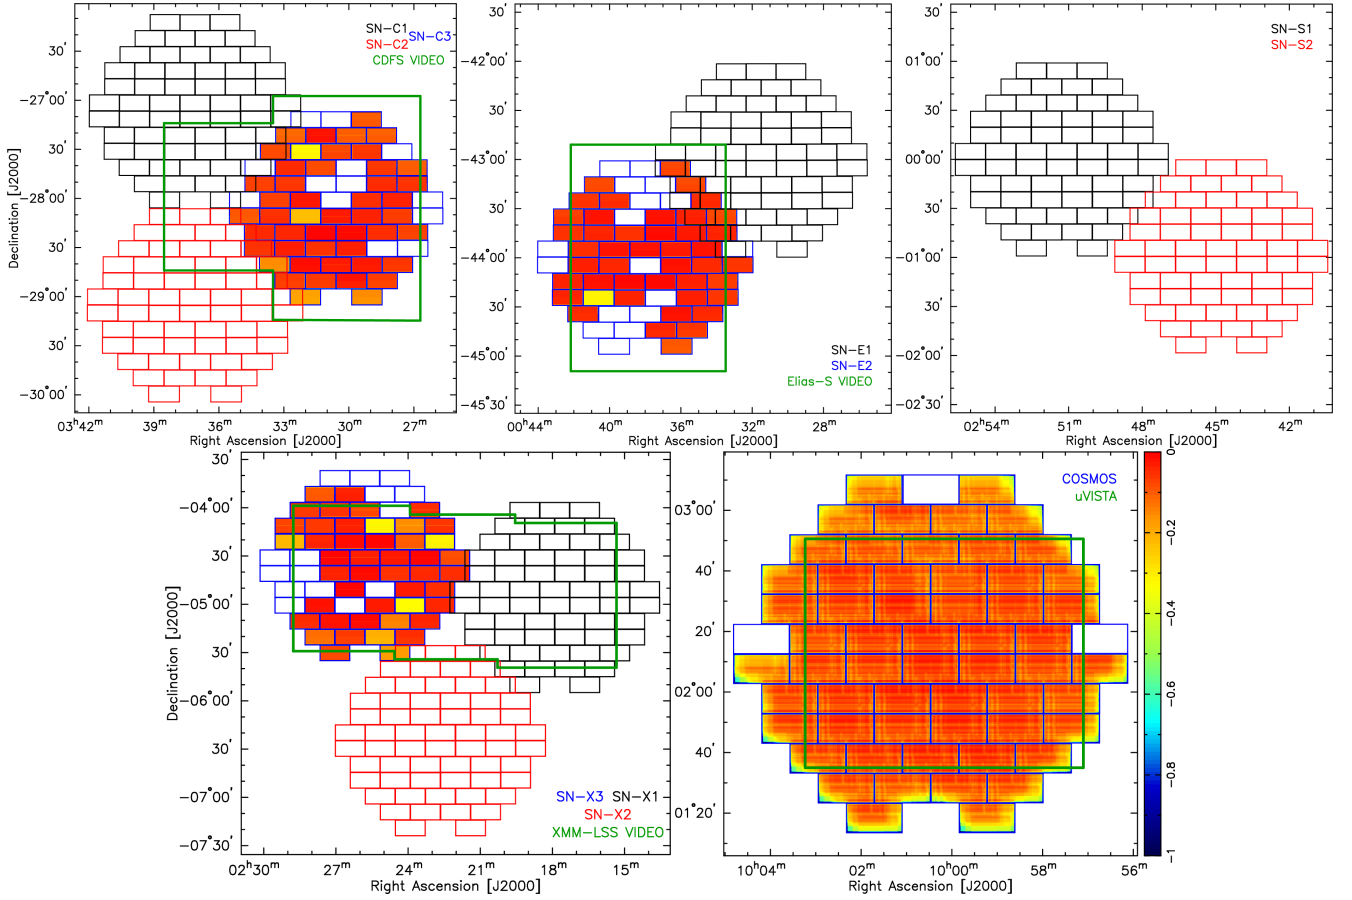 SN-C1
SN-C2 SN-C3
CDFS VIDEO
30'
-27°00'
30'
-28°00'
30'
-29°00'
30'
-30°00'
Declination [J2000]
03h42m 39m 36m 33m 30m 27m
Right Ascension [J2000]
30'
-42°00'
30'
-43°00'
30'
-44°00'
30'
-45°00'
-45°30'
SN-E1
SN-E2
Elias-S VIDEO
00h44m 40m 36m 32m 28m
Right Ascension [J2000]
SN-S1
SN-S2
30'
01°00'
30'
00°00'
30'
-01°00'
30'
-02°00'
-02°30'
02h54m 51m 48m 45m 42m
Right Ascension [J2000]
30'
-04°00'
30'
-05°00'
30'
-06°00'
30'
-07°00'
-07°30'
Declination [J2000]
SN-X3 SN-X1
SN-X2
XMM-LSS VIDEO
02h30m 27m 24m 21m 18m 15m
Right Ascension [J2000]
COSMOS
uVISTA
03°00'
40'
20'
02°00'
40'
01°20'
10h04m 02m 10h00m 58m 56m
Right Ascension [J2000]
0
-0.2
-0.4
-0.6
-0.8
-1